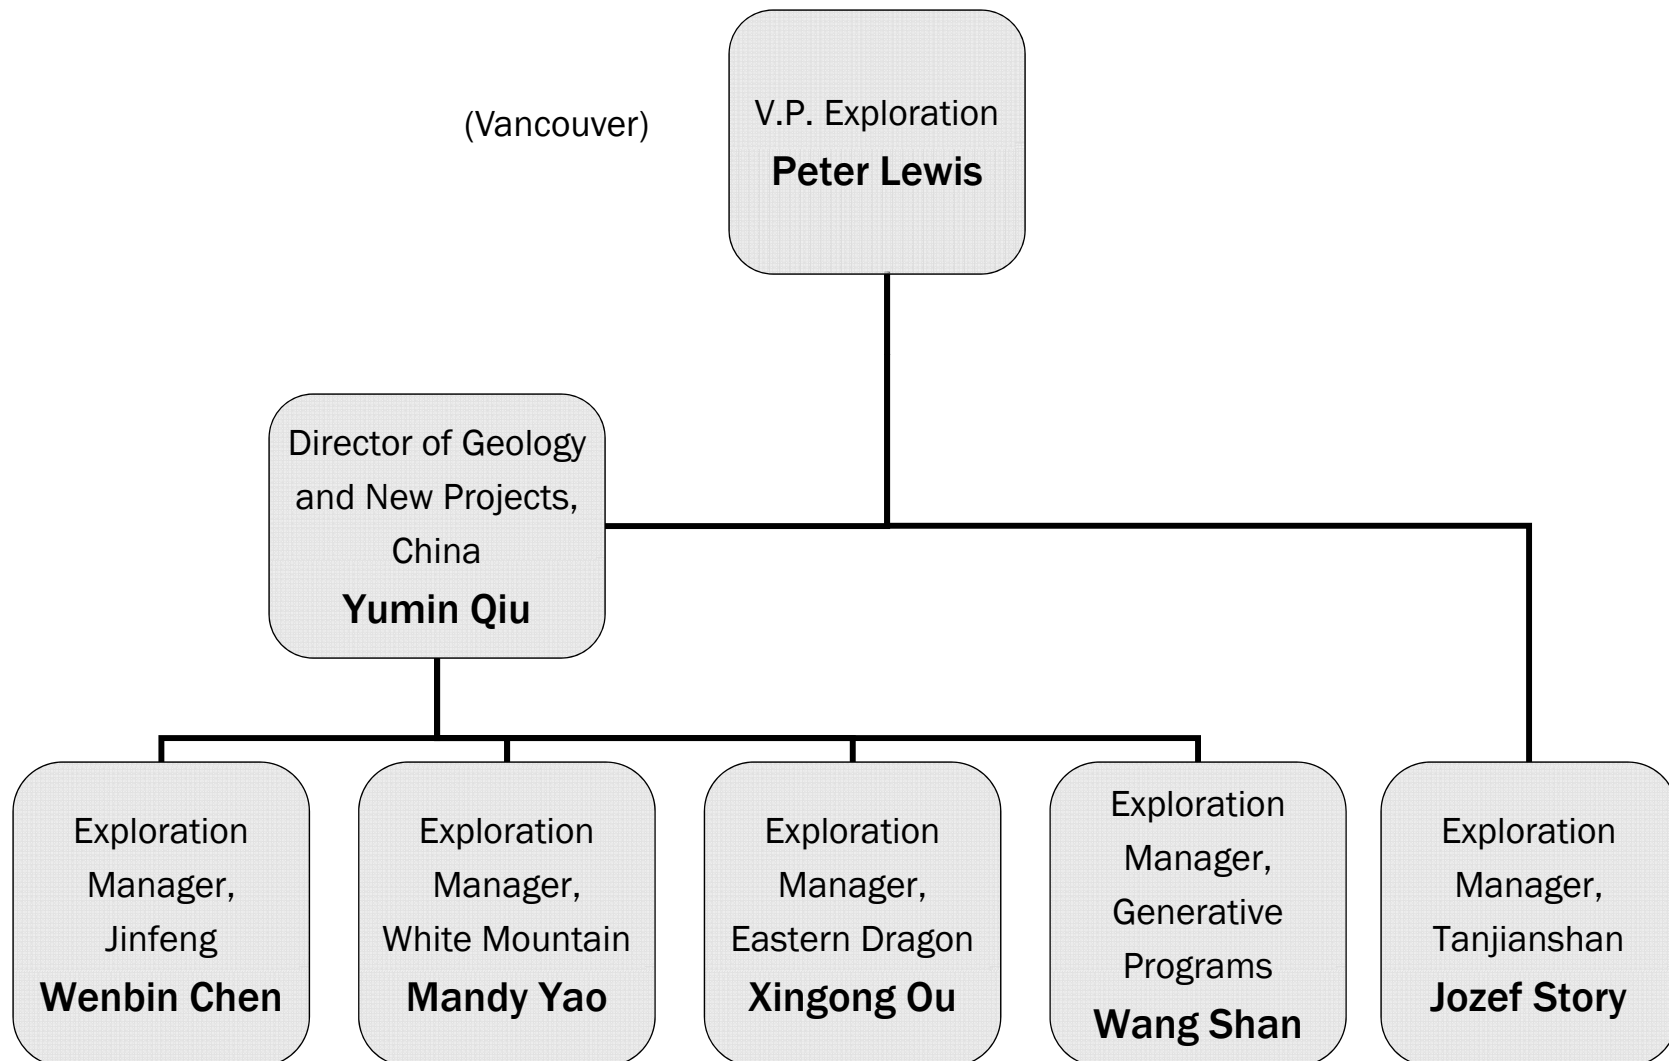 (Vancouver)
V.P. Exploration
Peter Lewis
Director of Geology
and New Projects,
China
Yumin Qiu
Exploration
Manager,
Jinfeng
Wenbin Chen
Exploration
Manager,
White Mountain
Mandy Yao
Exploration
Manager,
Eastern Dragon
Xingong Ou
Exploration
Manager,
Generative
Programs
Wang Shan
Exploration
Manager,
Tanjianshan
Jozef Story